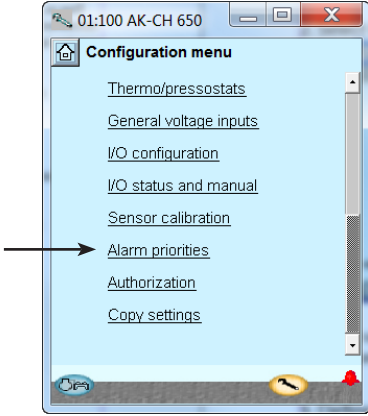 01:100 AK-CH 650
Configuration menu
Thermo/pressostats
General voltage inputs
I/O configuration
I/O status and manual
Sensor calibration
Alarm priorities
Authorization
Copy settings